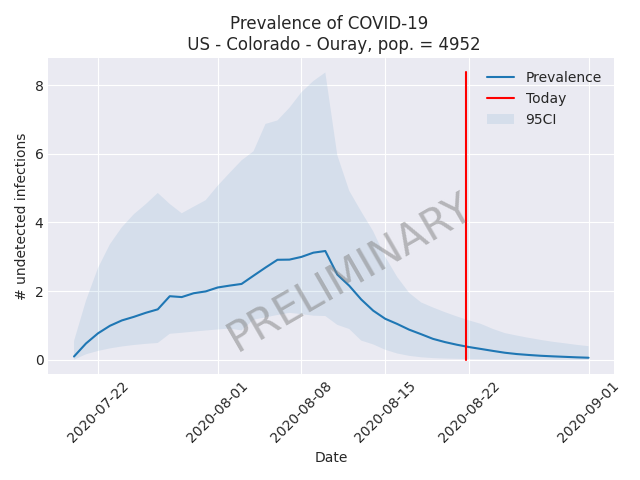 Prevalence of COVID-19
US - Colorado - Ouray, pop. = 4952
8
6
4
2
0
# undetected infections
Prevalence
Today
95CI
PRELIMINARY
2020-07-22
2020-08-01
2020-08-08
2020-08-15
2020-08-22
2020-09-01
Date